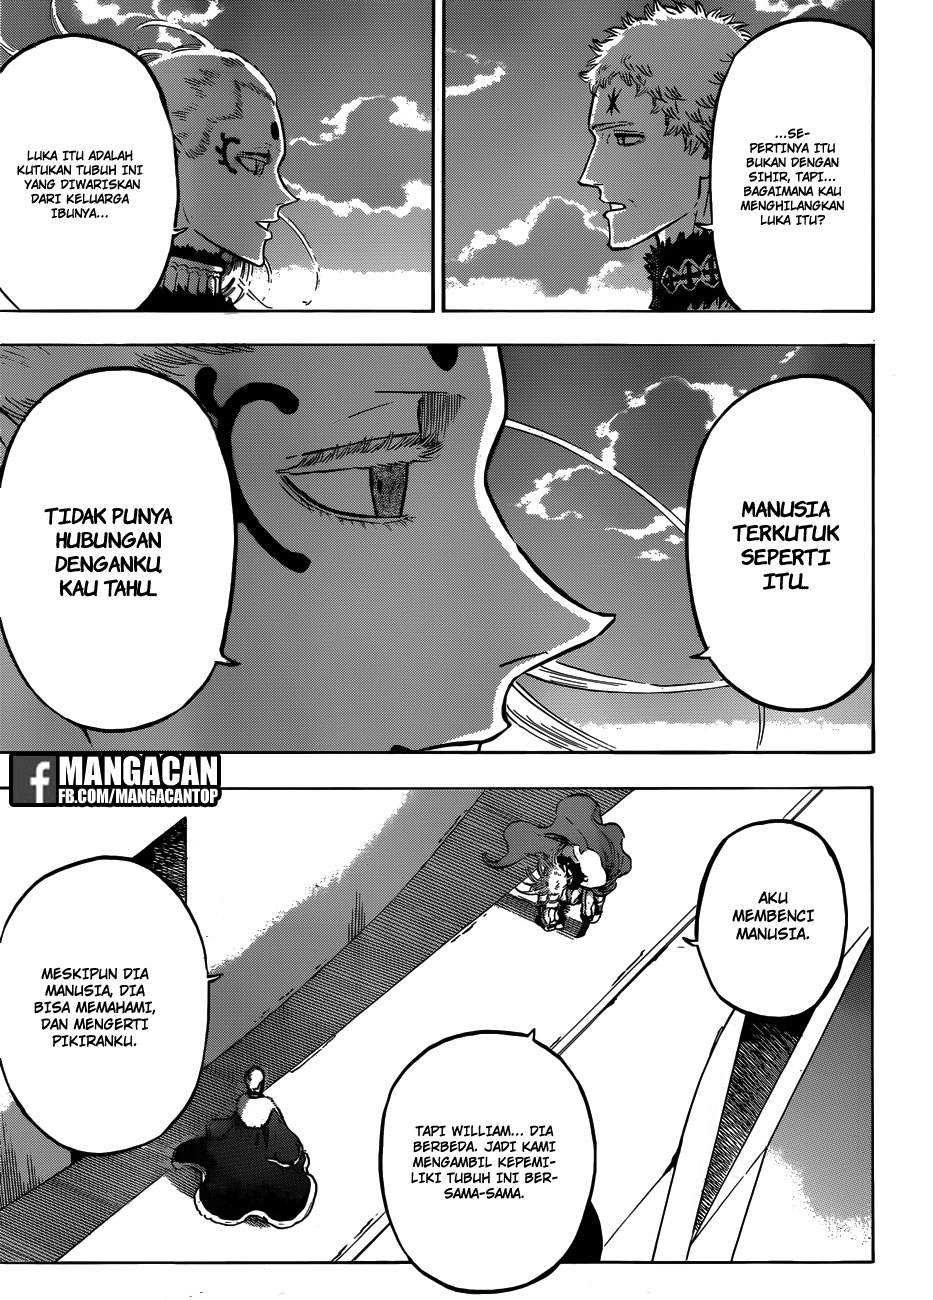 ...SE-
PERTINYA ITU
BUKAN DENGAN
SIHIR, TAPI...
BAGAIMANA KAU
MENGHILANGKAN
LUKA ITU?
LUKA ITU ADALAH
KUTUKAN TUBUH INI
YANG DIWARISKAN
DARI KELUARGA
IBUNYA...
MANUSIA
TERKUTUK
SEPERTI
ITU
TIDAK PUNYA
HUBUNGAN
DENGANKU,
KAU TAHU.
MANGACAN
FB.COM/MANGACANTOP
AKU
MEMBENCI
MANUSIA.
TAPI WILLIAM... DIA
BERBEDA. JADI KAMI
MENGAMBIL KEPEMI-
LIKI TUBUH INI BER-
SAMA-SAMA.
MESKIPUN DIA
MANUSIA, DIA
BISA MEMAHAMI,
DAN MENGERTI
PIKIRANKU.